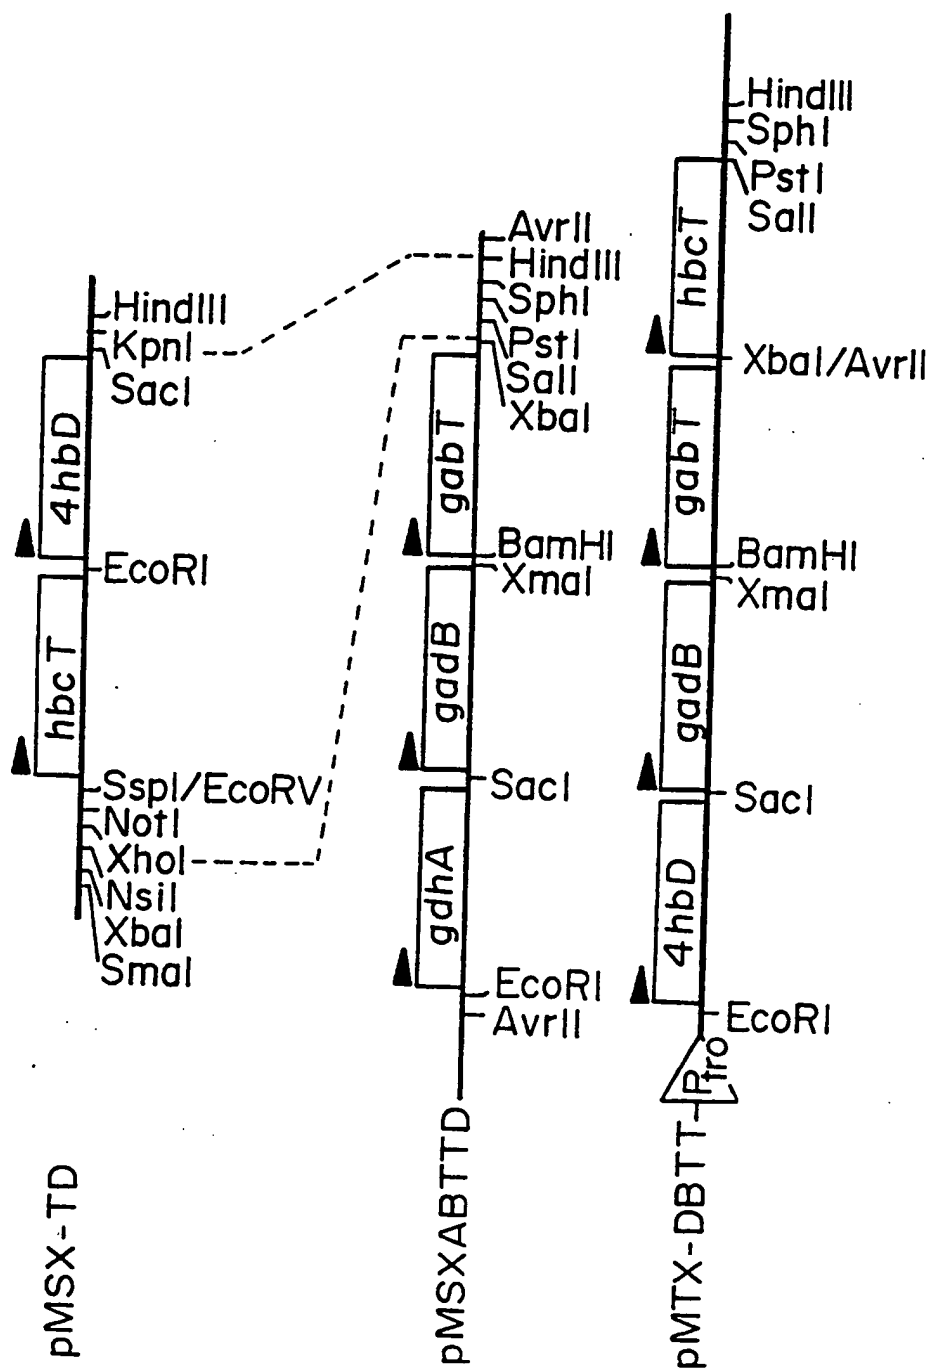 pMSX-TD
HindIII
KpnI
SacI
4hbD
EcoRI
hbcT
SspI/EcoRV
NotI
XhoI
NsiI
XbaI
SmaI
pMSXABTTD
AvrII
HindIII
SphI
PstI
SalI
XbaI
gabT
BamHI
XmaI
gadB
SacI
gdhA
EcoRI
AvrII
pMTX-DBTT
HindIII
SphI
PstI
SalI
hbcT
XbaI/AvrII
gabT
BamHI
XmaI
gadB
SacI
4hbD
EcoRI
Ptro